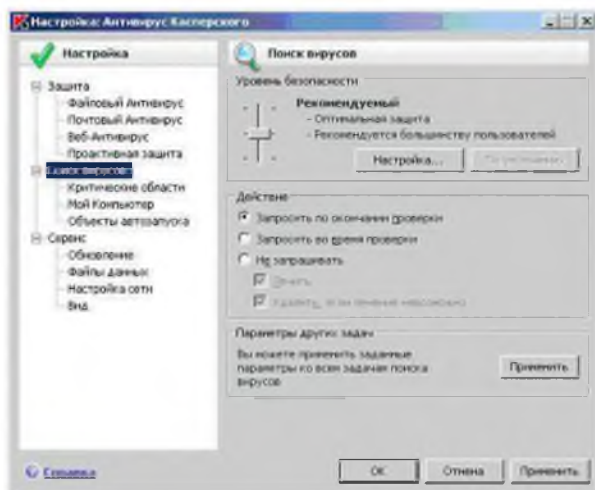 Настройка: Антивирус Касперского
Настройка
Защита
Файловый Антивирус
Почтовый Антивирус
Веб-Антивирус
Проактивная защита
Поиск вирусов
Критические области
Мой Компьютер
Объекты автозапуска
Сервис
Обновление
Файлы данных
Настройка сети
Вид
Справка
Поиск вирусов
Уровень безопасности
Рекомендуемый
- Оптимальная защита
- Рекомендуется большинству пользователей
Настройка...
По умолчанию
Действие
Запросить по окончании проверки
Запросить во время проверки
Не запрашивать
Лечить
Удалить, если лечение невозможно
Параметры других задач
Вы можете применить заданные
параметры ко всем задачам поиска
вирусов
Применить
ОК
Отмена
Применить